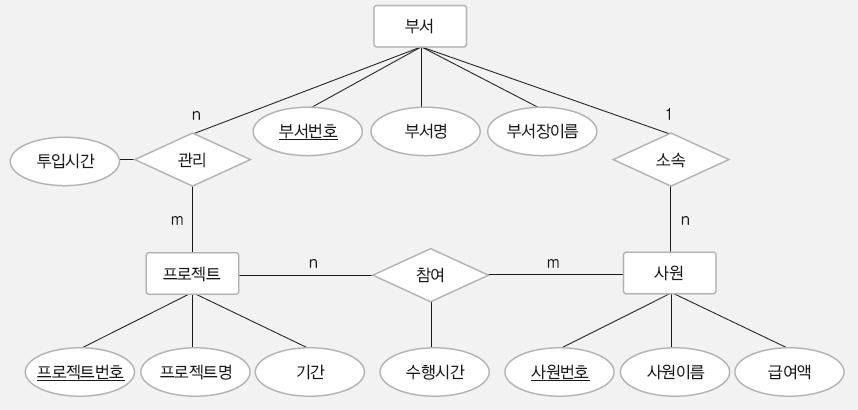 부서
n
1
부서번호
부서명
부서장이름
투입시간
관리
소속
m
n
프로젝트
n
참여
m
사원
프로젝트번호
프로젝트명
기간
수행시간
사원번호
사원이름
급여액